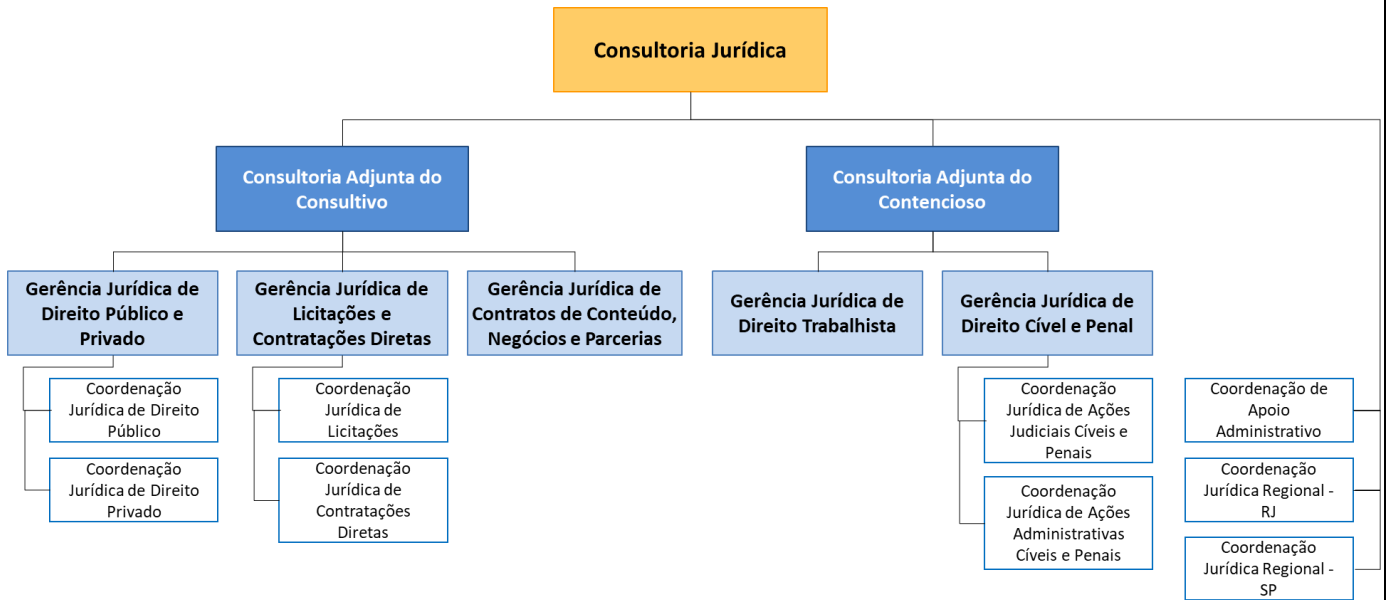 Consultoria Jurídica
Consultoria Adjunta do
Consultivo
Consultoria Adjunta do
Contencioso
Gerência Jurídica de
Direito Público e
Privado
Gerência Jurídica de
Licitações e
Contratações Diretas
Gerência Jurídica de
Contratos de Conteúdo,
Negócios e Parcerias
Gerência Jurídica de
Direito Trabalhista
Gerência Jurídica de
Direito Cível e Penal
Coordenação
Jurídica de Direito
Público
Coordenação
Jurídica de Direito
Privado
Coordenação
Jurídica de
Licitações
Coordenação
Jurídica de
Contratações
Diretas
Coordenação
Jurídica de Ações
Judiciais Cíveis e
Penais
Coordenação
Jurídica de Ações
Administrativas
Cíveis e Penais
Coordenação de
Apoio
Administrativo
Coordenação
Jurídica Regional -
RJ
Coordenação
Jurídica Regional -
SP